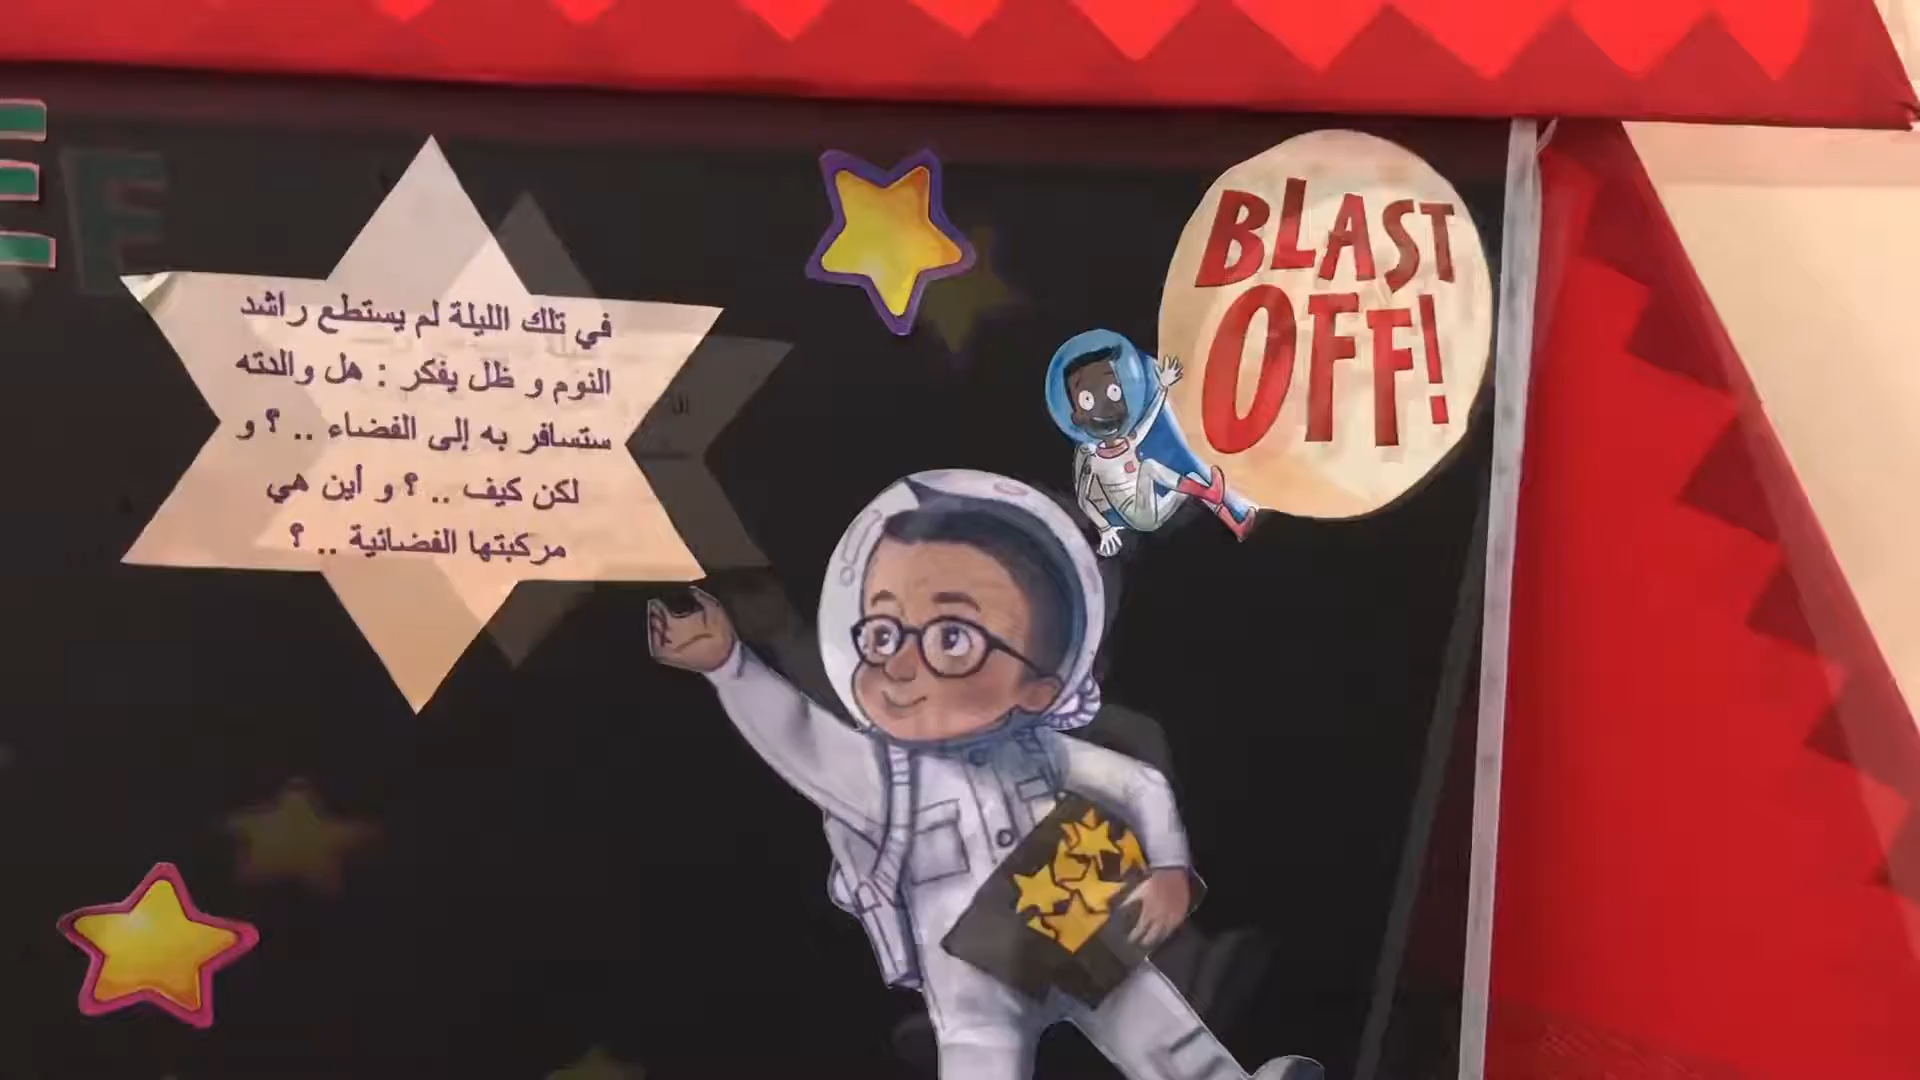 في تلك الليلة لم يستطع راشد
النوم و ظل يفكر : هل والدته
ستسافر به إلى الفضاء .. ؟ و
لكن كيف .. ؟ و أين هي
مركبتها الفضائية .. ؟
BLAST
OFF!